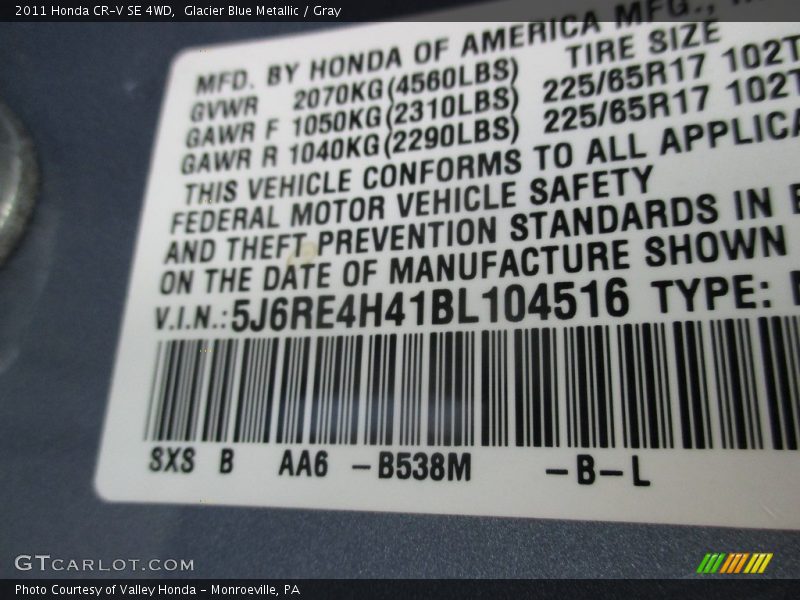 2011 Honda CR-V SE 4WD,  Glacier Blue Metallic / Gray
MFD. BY HONDA OF AMERICA MFG.,
GVWR 2070KG(4560LBS) TIRE SIZE
GAWR F 1050KG(2310LBS) 225/65R17 102T
GAWR R 1040KG(2290LBS) 225/65R17 102T
THIS VEHICLE CONFORMS TO ALL
FEDERAL MOTOR VEHICLE SAFETY
AND THEFT PREVENTION STANDARDS IN
ON THE DATE OF MANUFACTURE SHOWN
V.I.N.:5J6RE4H41BL104516 TYPE:
SXS B AA6 -B538M -B-L
GTCARLOT.COM
Photo Courtesy of Valley Honda - Monroeville, PA